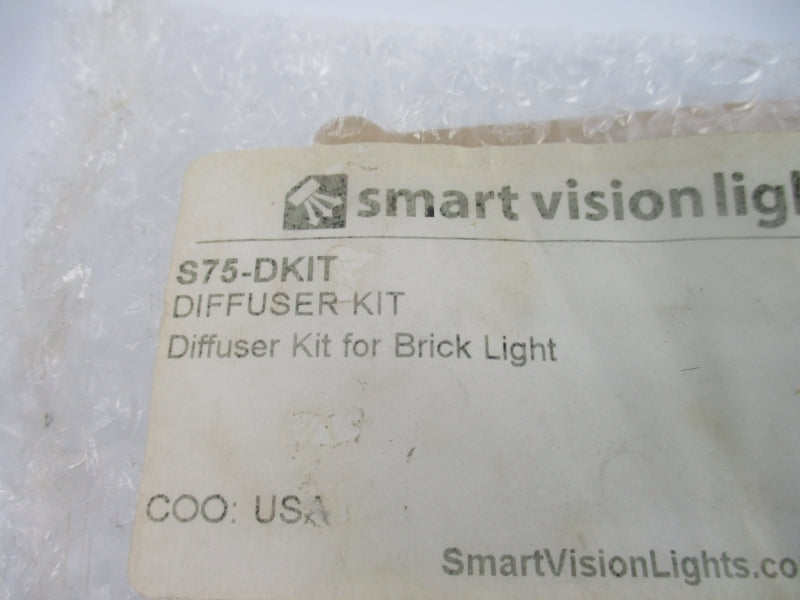 smart vision ligh
S75-DKIT
DIFFUSER KIT
Diffuser Kit for Brick Light
COO: USA
SmartVisionLights.co